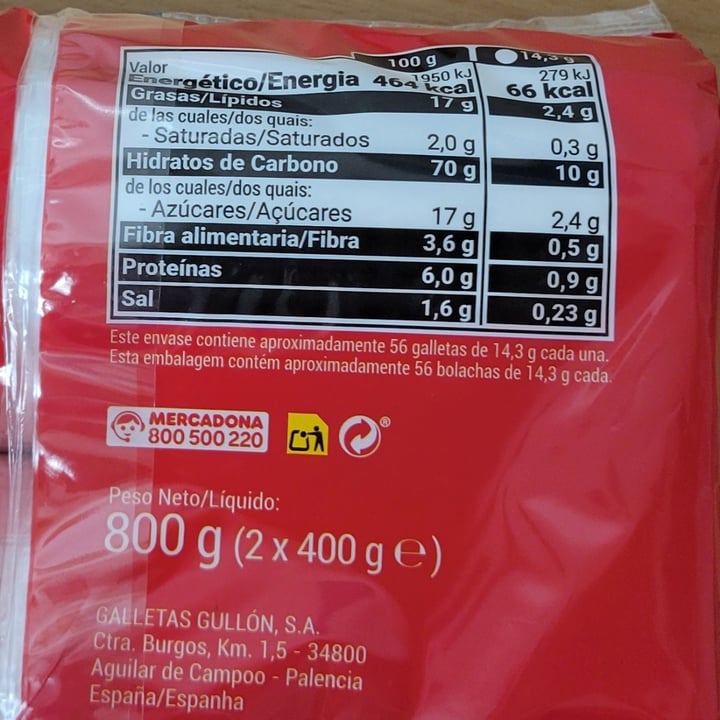 100 g 14,3 g
Valor 1950 kJ 279 kJ
Energético/Energia 464 kcal 66 kcal
Grasas/Lípidos 17 g 2,4 g
de las cuales/dos quais:
- Saturadas/Saturados 2,0 g 0,3 g
Hidratos de Carbono 70 g 10 g
de los cuales/dos quais:
- Azúcares/Açúcares 17 g 2,4 g
Fibra alimentaria/Fibra 3,6 g 0,5 g
Proteínas 6,0 g 0,9 g
Sal 1,6 g 0,23 g
Este envase contiene aproximadamente 56 galletas de 14,3 g cada una.
Esta embalagem contém aproximadamente 56 bolachas de 14,3 g cada.
MERCADONA
800 500 220
®
Peso Neto/Líquido:
800 g (2 x 400 g ℮)
GALLETAS GULLÓN, S.A.
Ctra. Burgos, Km. 1,5 - 34800
Aguilar de Campoo - Palencia
España/Espanha